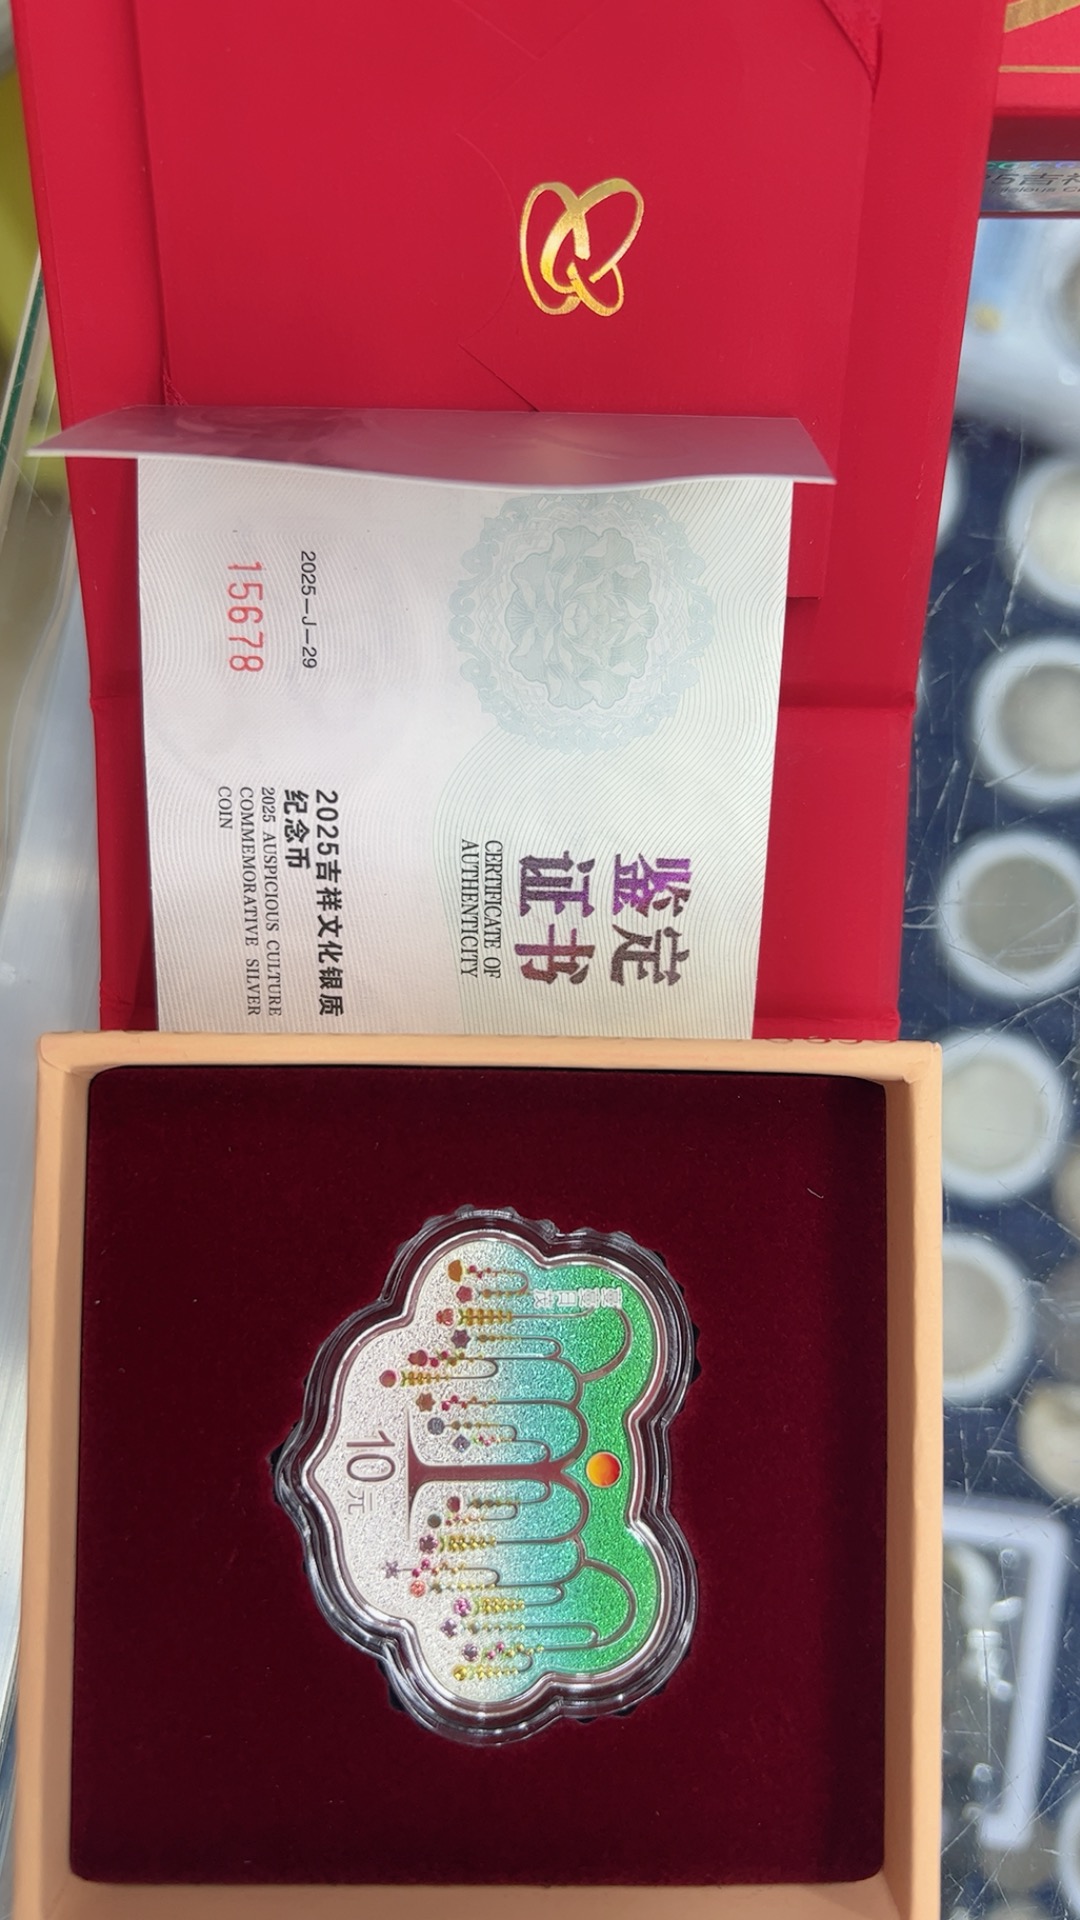 鉴定
证书
CERTIFICATE OF
AUTHENTICITY
2025—J—29
15678
2025吉祥文化银质
纪念币
2025 AUSPICIOUS CULTURE
COMMEMORATIVE SILVER
COIN
10元